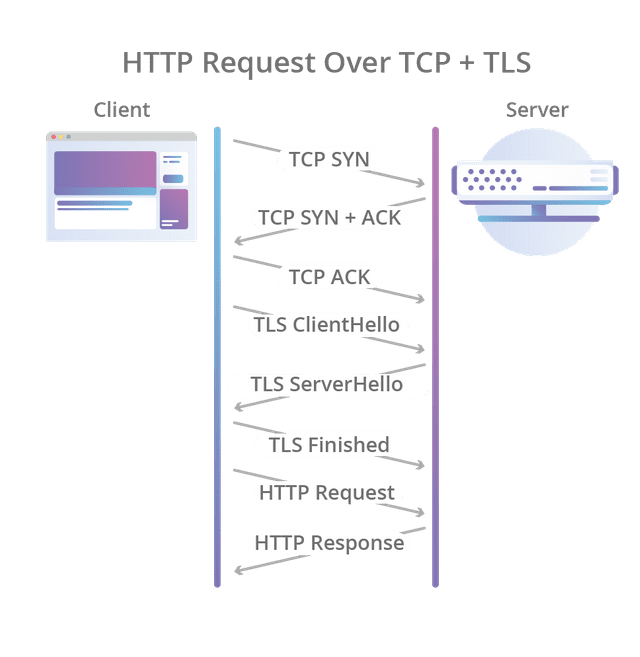 HTTP Request Over TCP + TLS
Client
Server
TCP SYN
TCP SYN + ACK
TCP ACK
TLS ClientHello
TLS ServerHello
TLS Finished
HTTP Request
HTTP Response